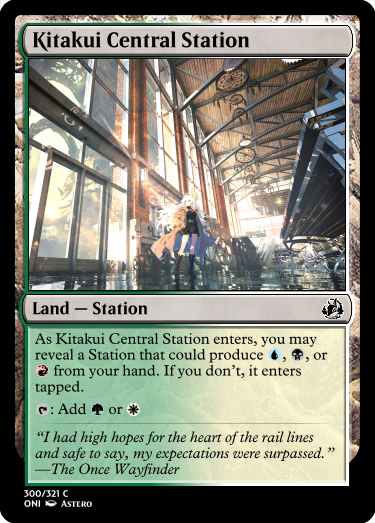 Kitakui Central Station
Land — Station
As Kitakui Central Station enters, you may
reveal a Station that could produce , , or
from your hand. If you don't, it enters
tapped.
: Add or
"I had high hopes for the heart of the rail lines
and safe to say, my expectations were surpassed."
—The Once Wayfinder
300/321 C
ONI Astero